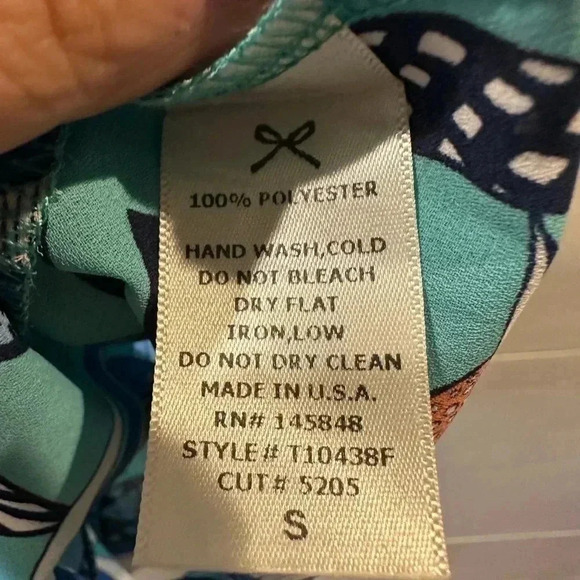 100% POLYESTER
HAND WASH,COLD
DO NOT BLEACH
DRY FLAT
IRON,LOW
DO NOT DRY CLEAN
MADE IN U.S.A.
RN# 145848
STYLE# T10438F
CUT# 5205
S